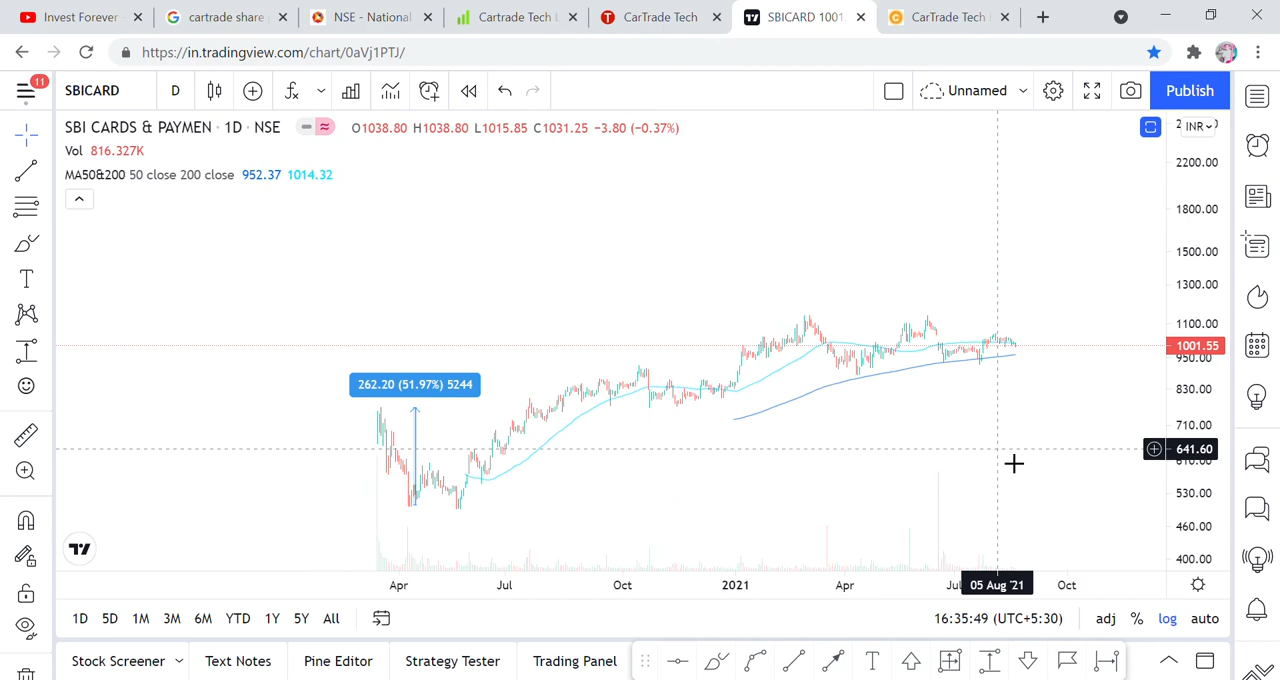 Invest Forever
cartrade share
NSE - National
Cartrade Tech
CarTrade Tech
SBICARD 1001.
CarTrade Tech
https://in.tradingview.com/chart/0aVj1PTJ/
11
SBICARD
D
Unnamed
Publish
SBI CARDS & PAYMEN · 1D · NSE
O1038.80 H1038.80 L1015.85 C1031.25 −3.80 (−0.37%)
INR
Vol 816.327K
MA50&200 50 close 200 close 952.37 1014.32
2200.00
1800.00
1500.00
1300.00
1100.00
1001.55
950.00
262.20 (51.97%) 5244
830.00
710.00
641.60
610.00
530.00
460.00
400.00
Apr
Jul
Oct
2021
Apr
Jul
05 Aug '21
Oct
1D 5D 1M 3M 6M YTD 1Y 5Y All
16:35:49 (UTC+5:30)
adj % log auto
Stock Screener
Text Notes
Pine Editor
Strategy Tester
Trading Panel